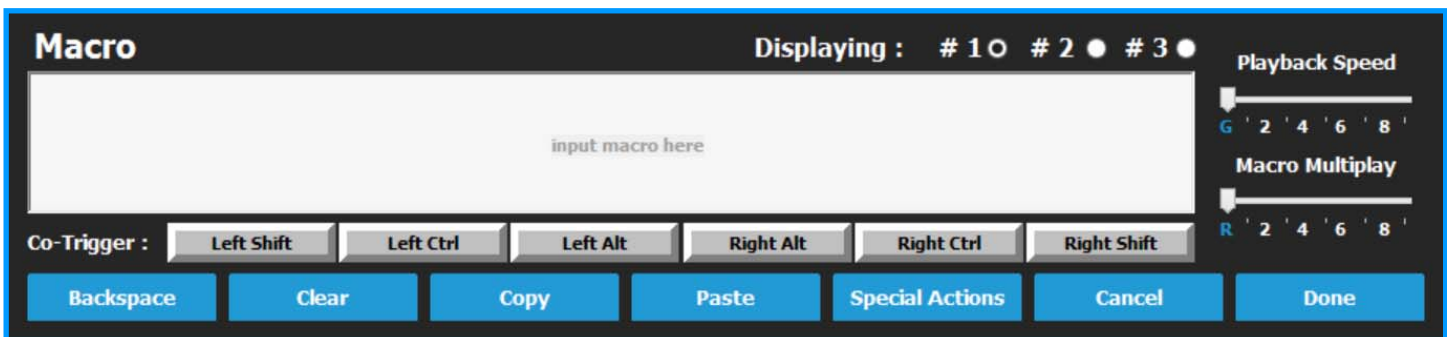 Macro
Displaying : # 1 # 2 # 3
input macro here
Co-Trigger : Left Shift Left Ctrl Left Alt Right Alt Right Ctrl Right Shift
Backspace Clear Copy Paste Special Actions Cancel Done
Playback Speed
G ' 2 ' 4 ' 6 ' 8 '
Macro Multiplay
R ' 2 ' 4 ' 6 ' 8 '